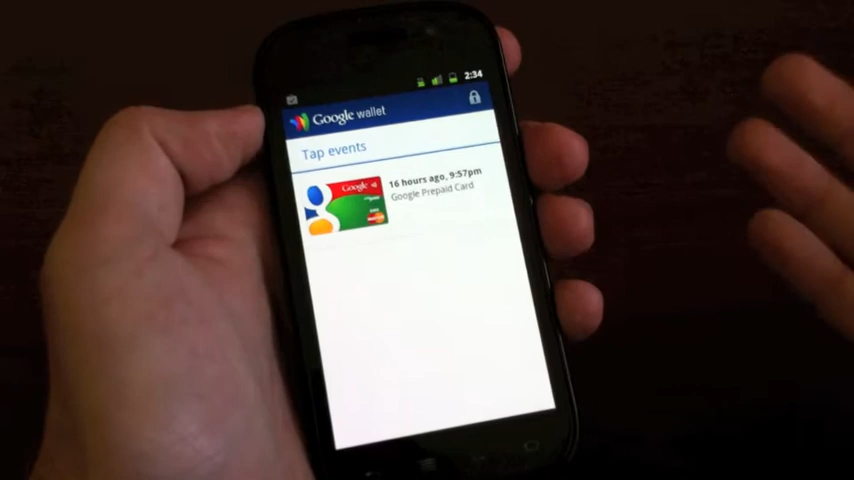 2:34
Google wallet
Tap events
Google
16 hours ago, 9:57pm
Google Prepaid Card